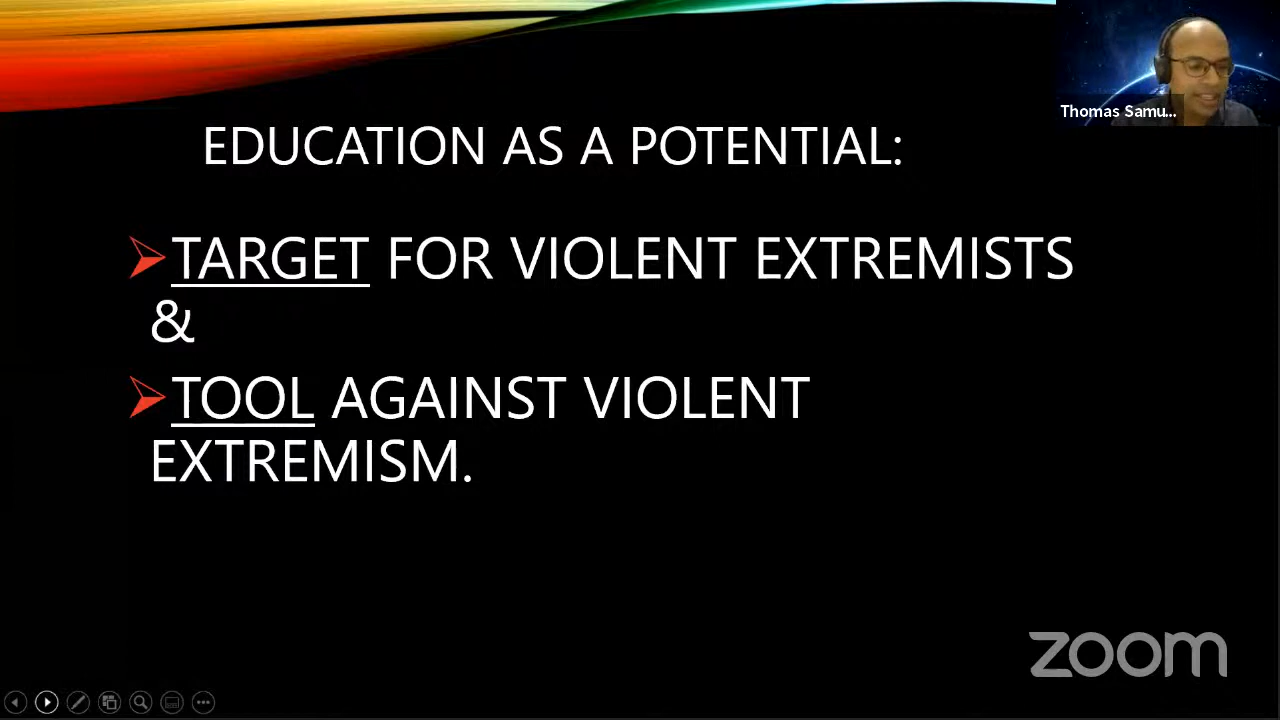 Thomas Samu...
EDUCATION AS A POTENTIAL:
TARGET FOR VIOLENT EXTREMISTS
&
TOOL AGAINST VIOLENT
EXTREMISM.
zoom